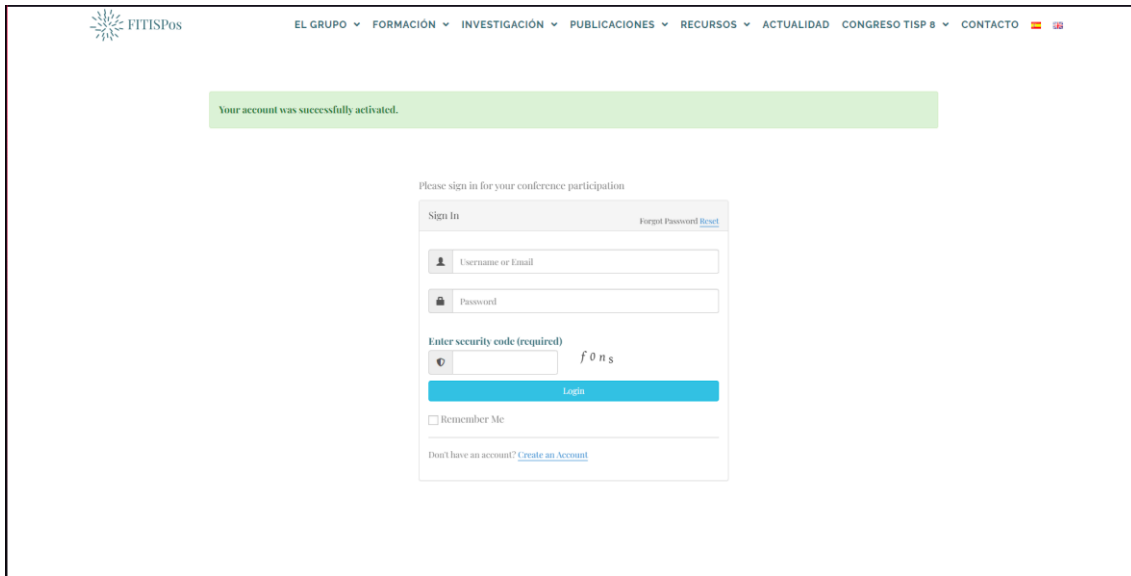 FITISPos
EL GRUPO FORMACIÓN INVESTIGACIÓN PUBLICACIONES RECURSOS ACTUALIDAD CONGRESO TISP 8 CONTACTO
Your account was successfully activated.
Please sign in for your conference participation
Sign In Forgot Password Reset
Username or Email
Password
Enter security code (required)
f o n s
Login
Remember Me
Don't have an account? Create an Account